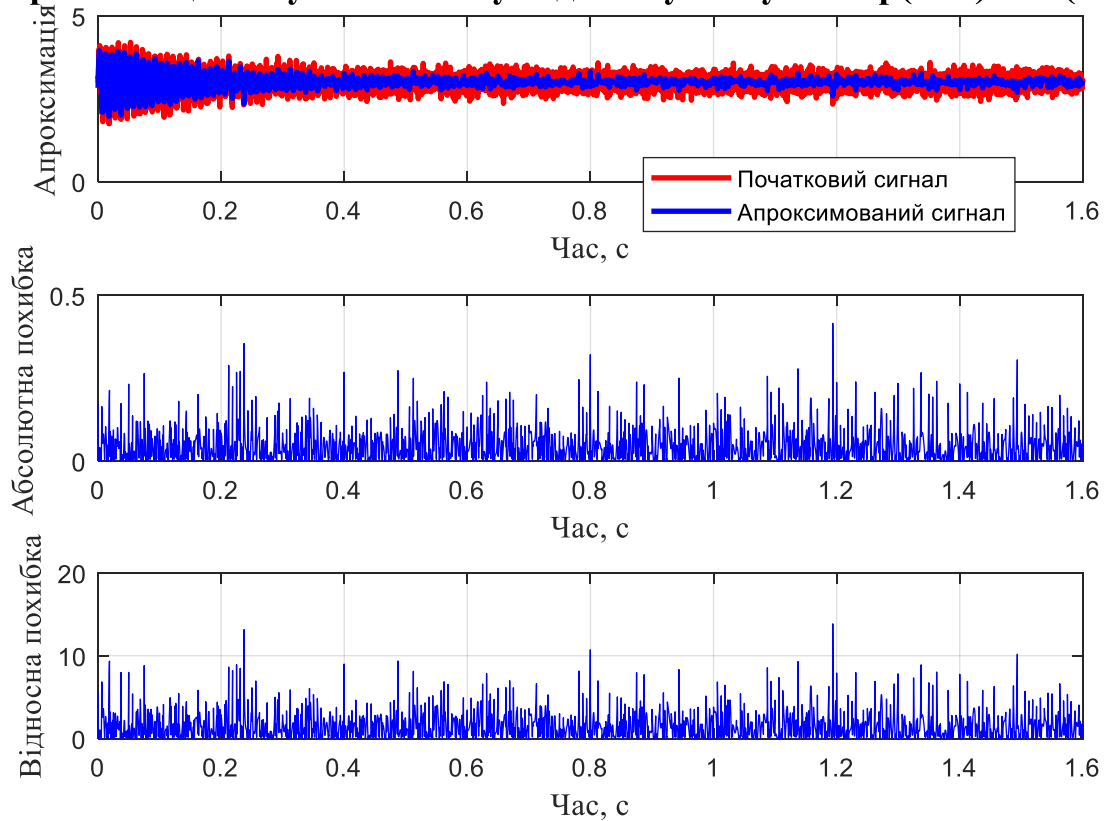 5
Апроксимація
0
Початковий сигнал
Апроксимований сигнал
0 0.2 0.4 0.6 0.8 1.6
Час, с
0.5
Абсолютна похибка
0
0 0.2 0.4 0.6 0.8 1 1.2 1.4 1.6
Час, с
20
10
Відносна похибка
0
0 0.2 0.4 0.6 0.8 1 1.2 1.4 1.6
Час, с